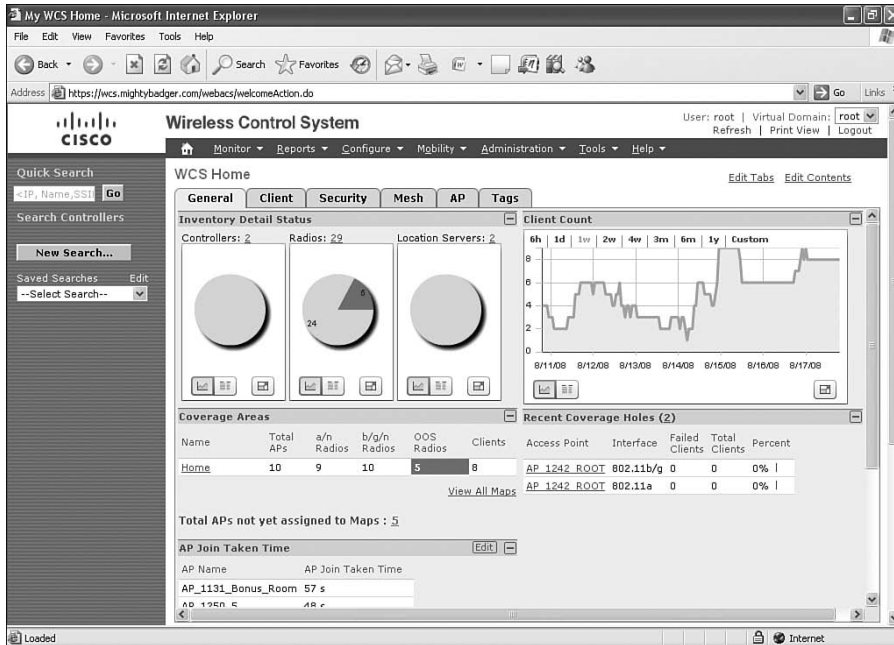 My WCS Home - Microsoft Internet Explorer
File Edit View Favorites Tools Help
Back Search Favorites
Address https://wcs.mightybadger.com/webacs/welcomeAction.do Go Links
CISCO
Wireless Control System
User: root | Virtual Domain: root
Refresh | Print View | Logout
Monitor Reports Configure Mobility Administration Tools Help
Quick Search
<IP, Name,SSI Go
Search Controllers
New Search...
Saved Searches Edit
--Select Search--
WCS Home
Edit Tabs Edit Contents
General Client Security Mesh AP Tags
Inventory Detail Status
Controllers: 2 Radios: 29 Location Servers: 2
24
Client Count
6h | 1d | 1w | 2w | 4w | 3m | 6m | 1y | Custom
8
6
4
2
0
8/11/08 8/12/08 8/13/08 8/14/08 8/15/08 8/16/08 8/17/08
Coverage Areas
Name Total APs a/n Radios b/g/n Radios OOS Radios Clients
Home 10 9 10 5 8
View All Maps
Total APs not yet assigned to Maps : 5
Recent Coverage Holes (2)
Access Point Interface Failed Clients Total Clients Percent
AP_1242_ROOT 802.11b/g 0 0 0%
AP_1242_ROOT 802.11a 0 0 0%
AP Join Taken Time Edit
AP Name AP Join Taken Time
AP_1131_Bonus_Room 57 s
AP_1250_5 48 s
Loaded Internet